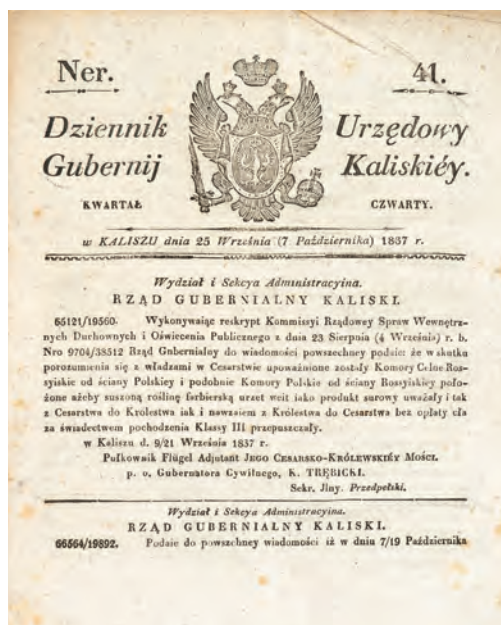 Ner. 41.
Dziennik Urzędowy
Gubernij Kaliskiéy.
KWARTAŁ CZWARTY.
w KALISZU dnia 25 Września (7 Października) 1837 r.
Wydział i Sekcya Administracyina.
RZĄD GUBERNIALNY KALISKI.
65121/19560. Wykonywaiąc reskrypt Kommissyi Rządowey Spraw Wewnętrz-
nych Duchownych i Oświecenia Publicznego z dnia 23 Sierpnia (4 Września) r. b.
Nro 9704/38512 Rząd Gubernialny do wiadomości powszechney podaie: że w skutku
porozumienia się z władzami w Cesarstwie upoważnione zostały Komory Celne Ros-
syiskie od ściany Polskiey i podobnie Komory Polskie od ściany Rossyiskiey poło-
żone ażeby suszoną roślinę farbierską urzet weit iako produkt surowy uważały i tak
z Cesarstwa do Królestwa iak i nawzaiem z Królestwa do Cesarstwa bez opłaty cła
za świadectwem pochodzenia Klassy III przepuszczały.
w Kaliszu d. 9/21 Września 1837 r.
Pułkownik Flügel Adjutant JEGO CESARSKO-KRÓLEWSKIÉY MOŚCI.
p. o. Gubernatora Cywilnego, K. TRĘBICKI.
Sekr. Jlny. Przedpełski.
Wydział i Sekcya Administracyina.
RZĄD GUBERNIALNY KALISKI.
66564/19892. Podaie do powszechney wiadomości iż w dniu 7/19 Października